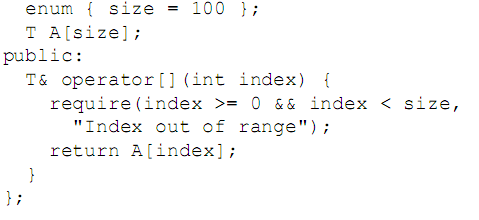 enum { size = 100 };
T A[size];
public:
T& operator[](int index) {
require(index >= 0 && index < size,
"Index out of range");
return A[index];
}
};